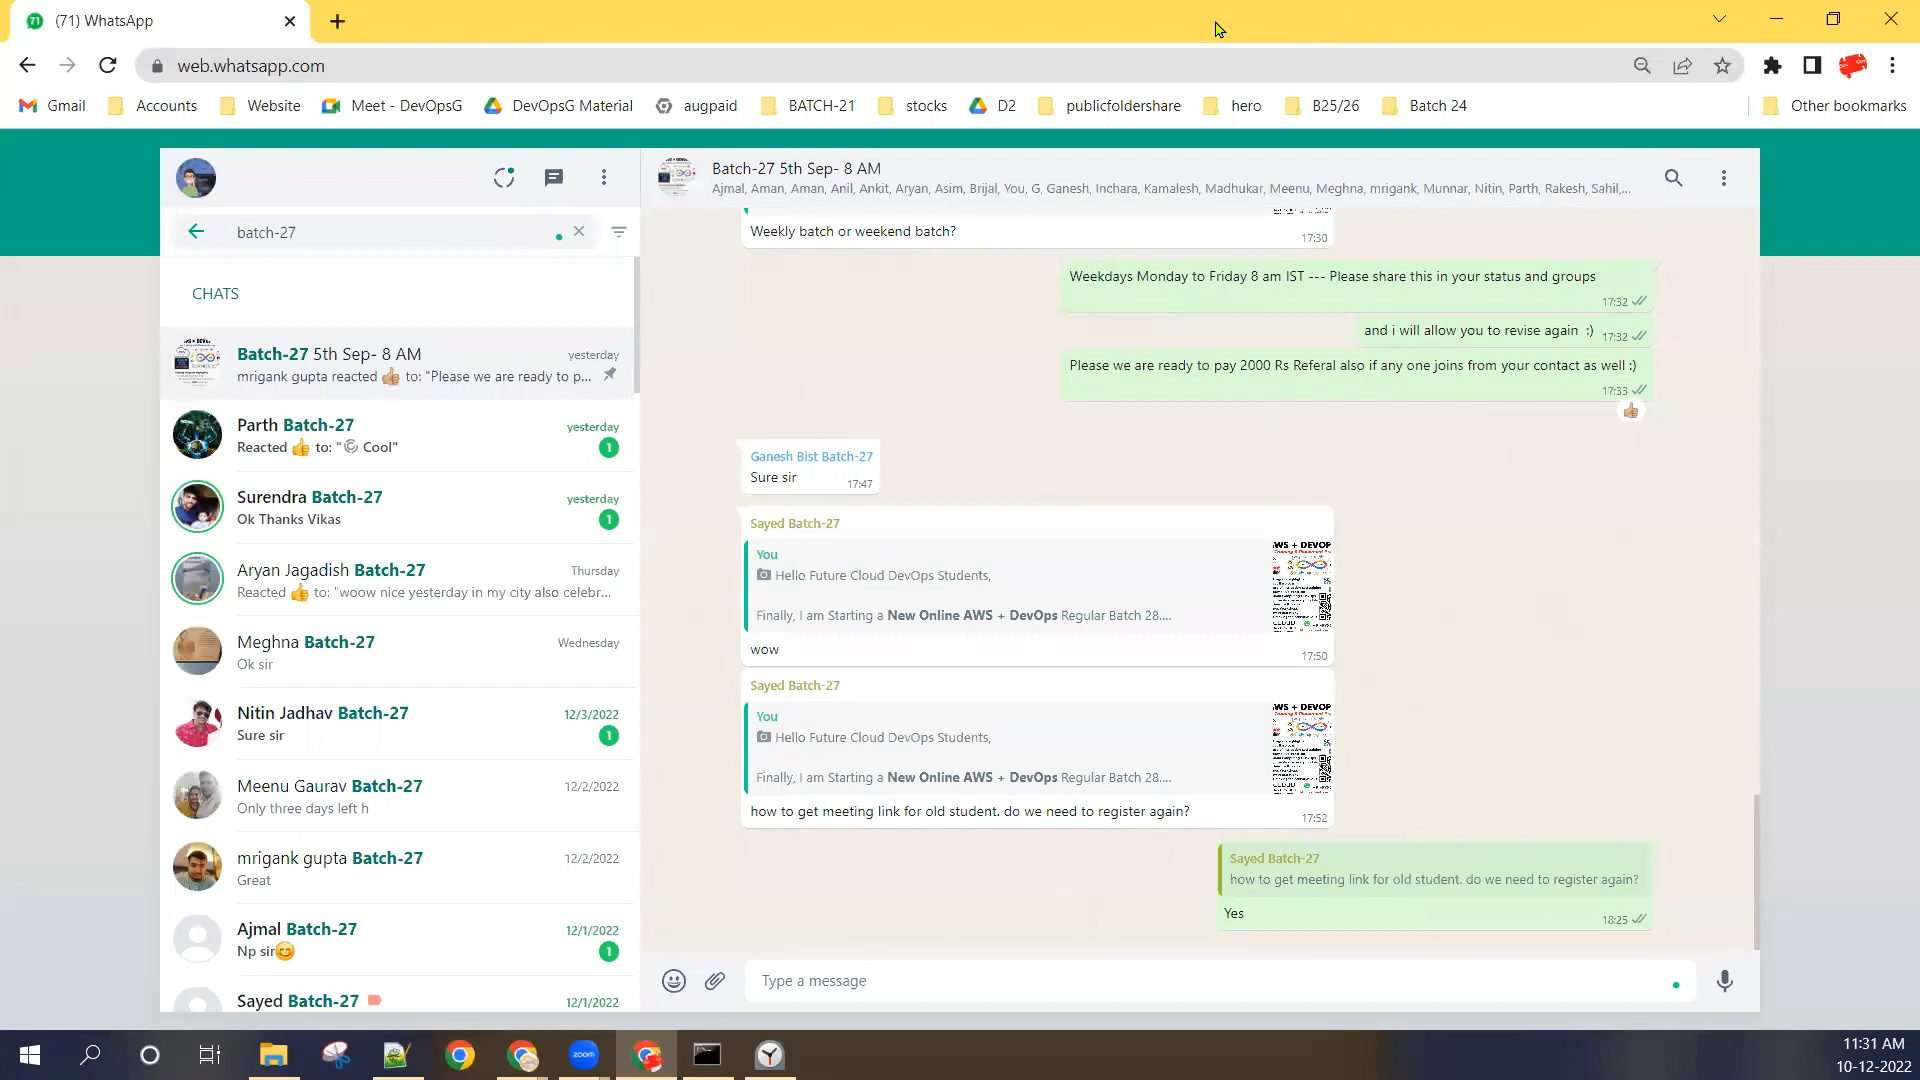 (71) WhatsApp
web.whatsapp.com
Gmail Accounts Website Meet - DevOpsG DevOpsG Material augpaid BATCH-21 stocks D2 publicfoldershare hero B25/26 Batch 24 Other bookmarks
batch-27
CHATS
Batch-27 5th Sep- 8 AM yesterday
mrigank gupta reacted 👍🏼 to: "Please we are ready to p...
Parth Batch-27 yesterday
Reacted 👍 to: "© Cool" 1
Surendra Batch-27 yesterday
Ok Thanks Vikas 1
Aryan Jagadish Batch-27 Thursday
Reacted 👍 to: "woow nice yesterday in my city also celebr...
Meghna Batch-27 Wednesday
Ok sir
Nitin Jadhav Batch-27 12/3/2022
Sure sir 1
Meenu Gaurav Batch-27 12/2/2022
Only three days left h
mrigank gupta Batch-27 12/2/2022
Great
Ajmal Batch-27 12/1/2022
Np sir😊 1
Sayed Batch-27 12/1/2022
Batch-27 5th Sep- 8 AM
Ajmal, Aman, Aman, Anil, Ankit, Aryan, Asim, Brijal, You, G, Ganesh, Inchara, Kamalesh, Madhukar, Meenu, Meghna, mrigank, Munnar, Nitin, Parth, Rakesh, Sahil,...
Weekly batch or weekend batch?
17:30
Weekdays Monday to Friday 8 am IST --- Please share this in your status and groups
17:32
and i will allow you to revise again :) 17:32
Please we are ready to pay 2000 Rs Referal also if any one joins from your contact as well :)
17:33
👍🏼
Ganesh Bist Batch-27
Sure sir 17:47
Sayed Batch-27
You
Hello Future Cloud DevOps Students,
Finally, I am Starting a New Online AWS + DevOps Regular Batch 28....
wow
17:50
Sayed Batch-27
You
Hello Future Cloud DevOps Students,
Finally, I am Starting a New Online AWS + DevOps Regular Batch 28....
how to get meeting link for old student. do we need to register again?
17:52
Sayed Batch-27
how to get meeting link for old student. do we need to register again?
Yes
18:25
Type a message
zoom
11:31 AM
10-12-2022